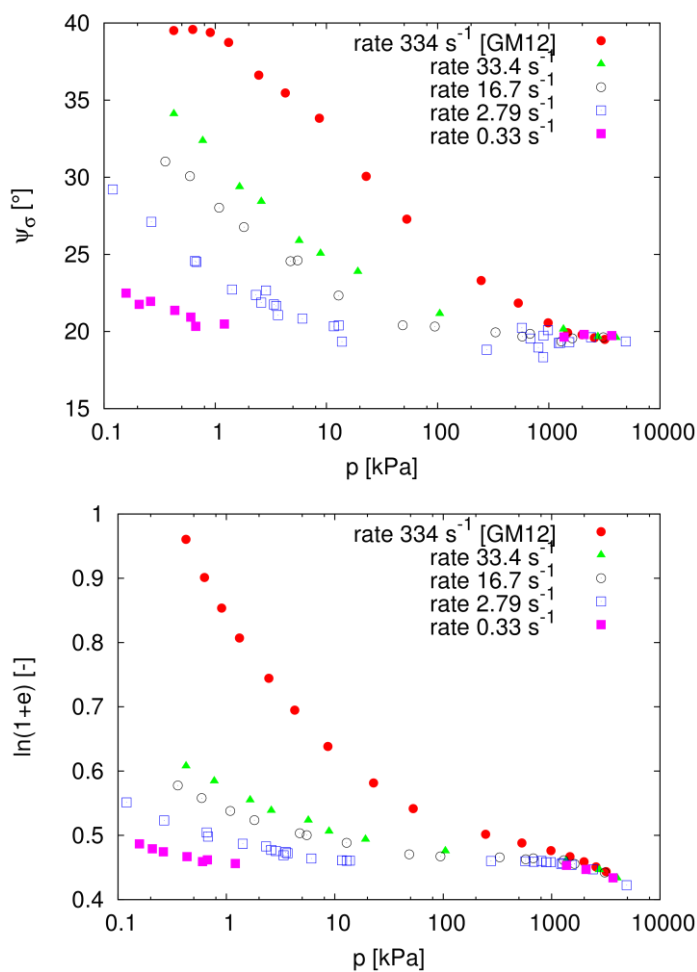 40
35
30
25
20
15
ψσ [°]
rate 334 s-1 [GM12]
rate 33.4 s-1
rate 16.7 s-1
rate 2.79 s-1
rate 0.33 s-1
0.1 1 10 100 1000 10000
p [kPa]
1
0.9
0.8
0.7
0.6
0.5
0.4
ln(1+e) [-]
rate 334 s-1 [GM12]
rate 33.4 s-1
rate 16.7 s-1
rate 2.79 s-1
rate 0.33 s-1
0.1 1 10 100 1000 10000
p [kPa]